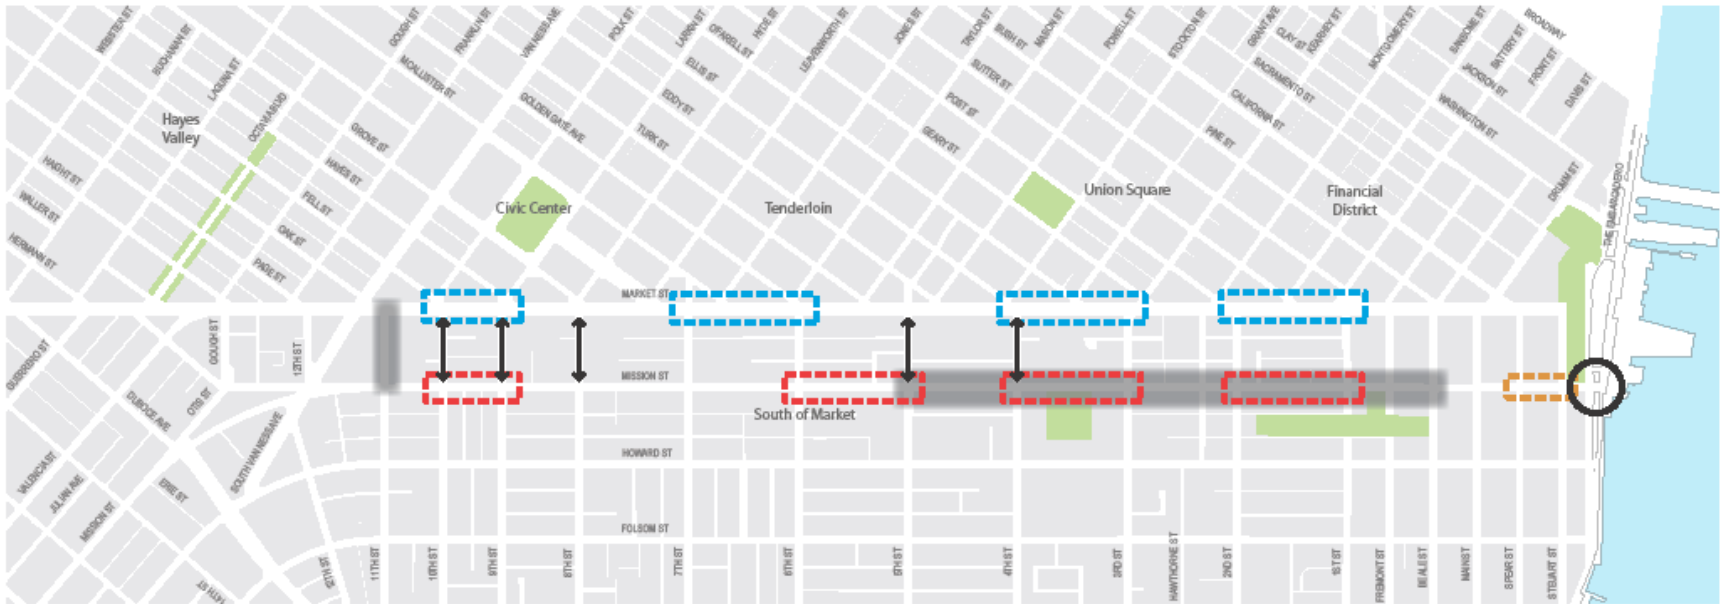 WEBSTER ST
BUCHANAN ST
LAGUNA ST
OCTAVIA BLVD
GOUGH ST
FRANKLIN ST
VAN NESS AVE
POLK ST
LARKIN ST
O'FARELL ST
HYDE ST
LEAVENWORTH ST
JONES ST
TAYLOR ST
BUSH ST
MASON ST
POWELL ST
STOCKTON ST
GRANT AVE
CLAY ST
KEARNY ST
MONTGOMERY ST
SANSOME ST
BATTERY ST
BROADWAY
FRONT ST
DAVIS ST
MCALLISTER ST
ELLIS ST
EDDY ST
SUTTER ST
POST ST
SACRAMENTO ST
CALIFORNIA ST
JACKSON ST
WASHINGTON ST
Hayes
Valley
GROVE ST
HAYES ST
GOLDEN GATE AVE
TURK ST
GEARY ST
PINE ST
HAIGHT ST
WALLER ST
HERMANN ST
FELL ST
OAK ST
PAGE ST
Civic Center
Tenderloin
Union Square
Financial
District
DRUMM ST
THE EMBARCADERO
MARKET ST
GUERRERO ST
GOUGH ST
12TH ST
MISSION ST
DUBOCE AVE
OTIS ST
South of Market
VALENCIA ST
JULIAN AVE
MISSION ST
ERIE ST
SOUTH VAN NESS AVE
HOWARD ST
FOLSOM ST
11TH ST
10TH ST
9TH ST
8TH ST
7TH ST
6TH ST
5TH ST
4TH ST
3RD ST
HAWTHORNE ST
2ND ST
1ST ST
FREMONT ST
BEALE ST
MAIN ST
SPEAR ST
STEUART ST